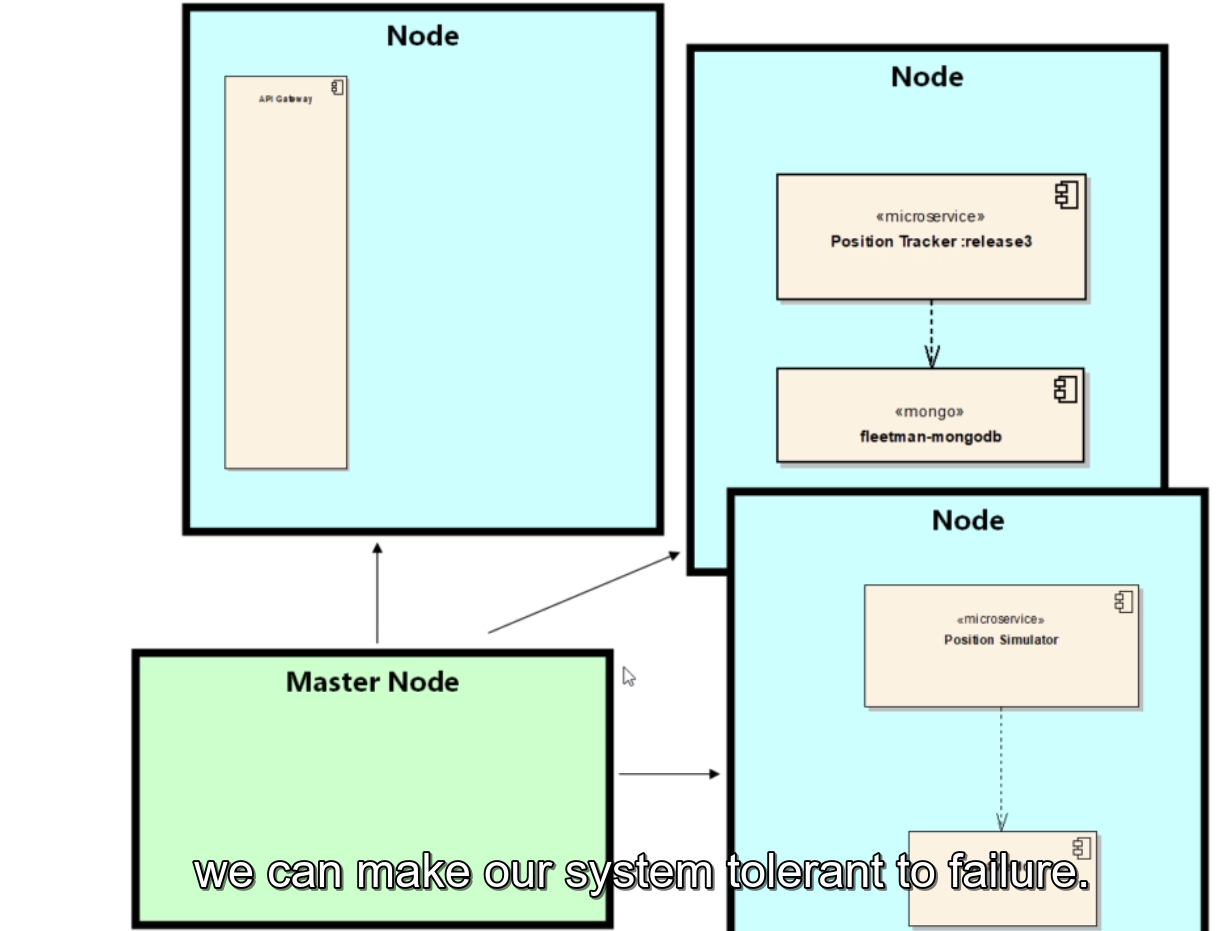 Node
API Gateway
Node
«microservice»
Position Tracker :release3
«mongo»
fleetman-mongodb
Node
«microservice»
Position Simulator
Master Node
we can make our system tolerant to failure.